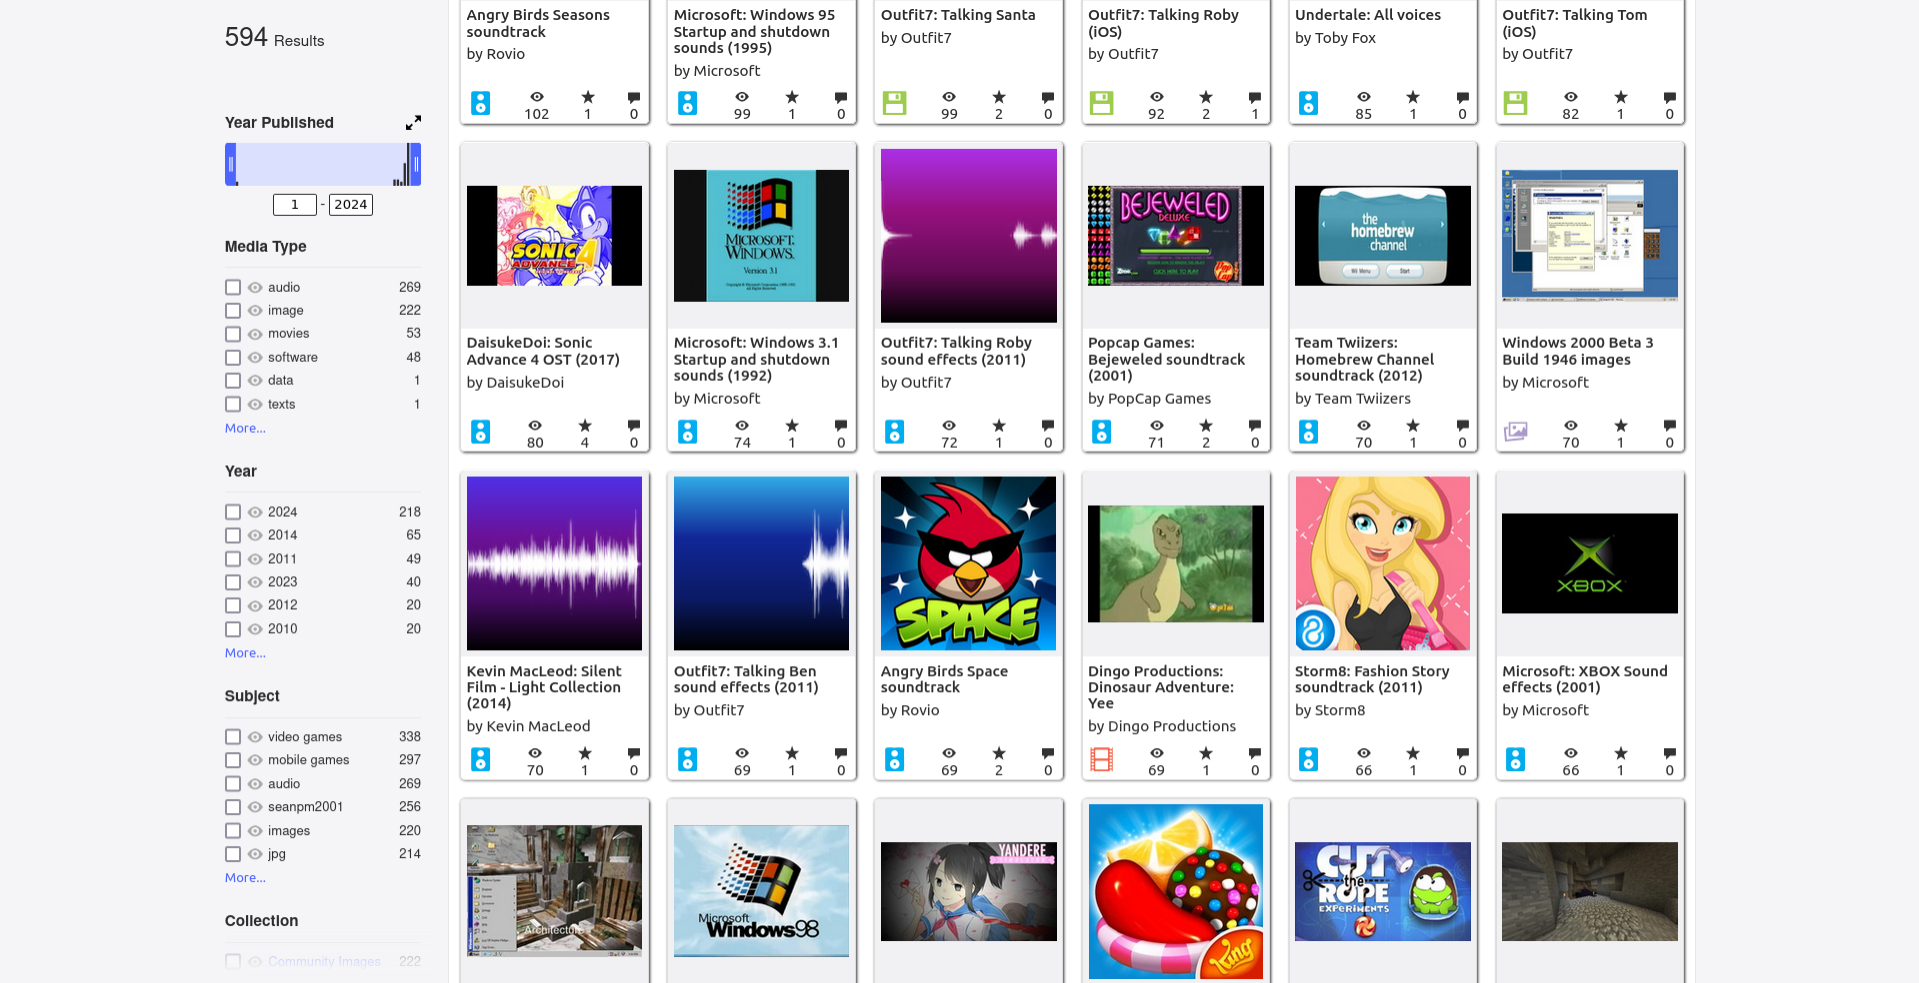 594 Results
Year Published
1 - 2024
Media Type
audio 269
image 222
movies 53
software 48
data 1
texts 1
More...
Year
2024 218
2014 65
2011 49
2023 40
2012 20
2010 20
More...
Subject
video games 338
mobile games 297
audio 269
seanpm2001 256
images 220
jpg 214
More...
Collection
Community Images 222
Angry Birds Seasons
soundtrack
by Rovio
102 1 0
Microsoft: Windows 95
Startup and shutdown
sounds (1995)
by Microsoft
99 1 0
Outfit7: Talking Santa
by Outfit7
99 2 0
Outfit7: Talking Roby
(iOS)
by Outfit7
92 2 1
Undertale: All voices
by Toby Fox
85 1 0
Outfit7: Talking Tom
(iOS)
by Outfit7
82 1 0
SONIC
ADVANCE 4
DaisukeDoi: Sonic
Advance 4 OST (2017)
by DaisukeDoi
80 4 0
MICROSOFT.
WINDOWS.
Version 3.1
Microsoft: Windows 3.1
Startup and shutdown
sounds (1992)
by Microsoft
74 1 0
Outfit7: Talking Roby
sound effects (2011)
by Outfit7
72 1 0
BEJEWELED
DELUXE
CLICK HERE TO PLAY!
Popcap Games:
Bejeweled soundtrack
(2001)
by PopCap Games
71 2 0
the
homebrew
channel
Wii Menu
Start
Team Twiizers:
Homebrew Channel
soundtrack (2012)
by Team Twiizers
70 1 0
Windows 2000 Beta 3
Build 1946 images
by Microsoft
70 1 0
Kevin MacLeod: Silent
Film - Light Collection
(2014)
by Kevin MacLeod
70 1 0
Outfit7: Talking Ben
sound effects (2011)
by Outfit7
69 1 0
SPACE
Angry Birds Space
soundtrack
by Rovio
69 2 0
Dingo Productions:
Dinosaur Adventure:
Yee
by Dingo Productions
69 1 0
Storm8: Fashion Story
soundtrack (2011)
by Storm8
66 1 0
XBOX
Microsoft: XBOX Sound
effects (2001)
by Microsoft
66 1 0
Architecture
Microsoft
Windows98
YANDERE
SIMULATOR
King
CUT
the
ROPE
EXPERIMENTS